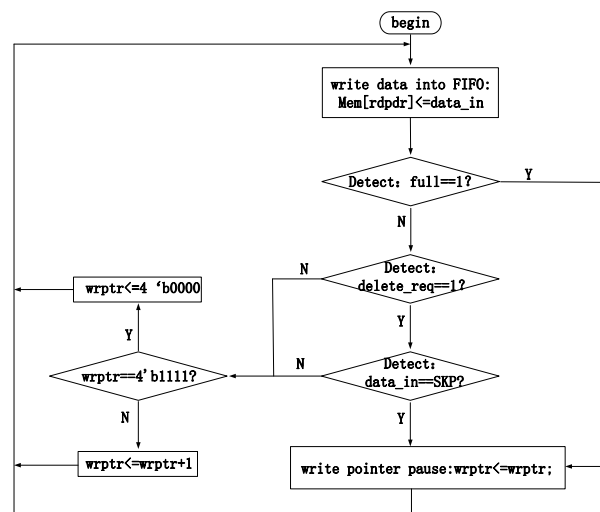 begin
write data into FIFO:
Mem[rdpdr]<=data_in
Detect: full==1?
Y
N
Detect:
delete_req==1?
N
Y
wrptr<=4 ‘b0000
Y
Detect:
data_in==SKP?
N
wrptr==4'b1111?
N
Y
wrptr<=wrptr+1
write pointer pause:wrptr<=wrptr;